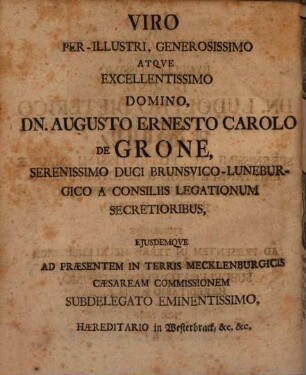 VIRO
PER-ILLUSTRI, GENEROSISSIMO
ATQVE
EXCELLENTISSIMO
DOMINO,
DN. AUGUSTO ERNESTO CAROLO
DE GRONE,
SERENISSIMO DUCI BRUNSVICO-LUNEBUR-
GICO A CONSILIIS LEGATIONUM
SECRETIORIBUS,
EJUSDEMQVE
AD PRÆSENTEM IN TERRIS MECKLENBURGICIS
CÆSAREAM COMMISSIONEM
SUBDELEGATO EMINENTISSIMO,
HÆREDITARIO in Westerbrack, &c. &c.